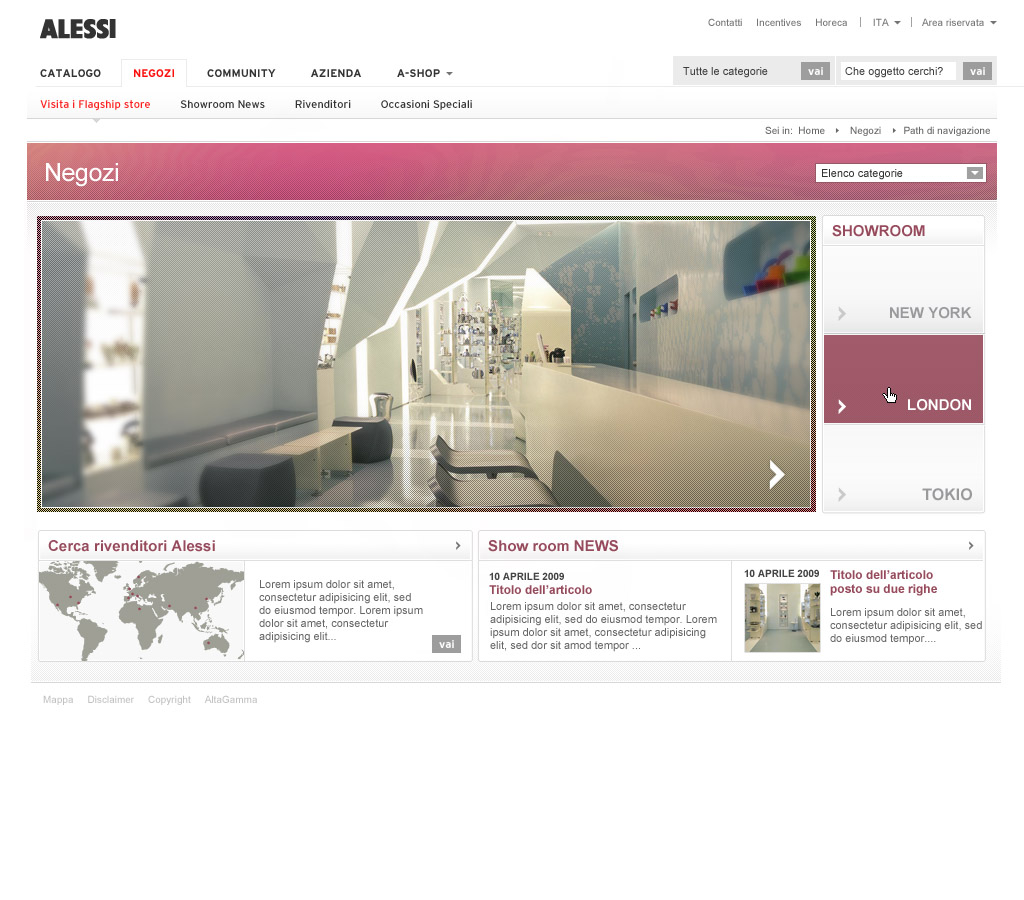 ALESSI
Contatti Incentives Horeca | ITA | Area riservata
CATALOGO NEGOZI COMMUNITY AZIENDA A-SHOP
Tutte le categorie vai Che oggetto cerchi? vai
Visita i Flagship store Showroom News Rivenditori Occasioni Speciali
Sei in: Home Negozi Path di navigazione
Negozi
Elenco categorie
SHOWROOM
NEW YORK
LONDON
TOKIO
Cerca rivenditori Alessi
Lorem ipsum dolor sit amet,
consectetur adipisicing elit, sed
do eiusmod tempor. Lorem ipsum
dolor sit amet, consectetur
adipisicing elit...
vai
Show room NEWS
10 APRILE 2009
Titolo dell'articolo
Lorem ipsum dolor sit amet, consectetur
adipisicing elit, sed do eiusmod tempor. Lorem
ipsum dolor sit amet, consectetur adipisicing
elit, sed dor sit amod tempor ...
10 APRILE 2009
Titolo dell'articolo
posto su due righe
Lorem ipsum dolor sit amet,
consectetur adipisicing elit, sed
do eiusmod tempor....
Mappa Disclaimer Copyright AltaGamma